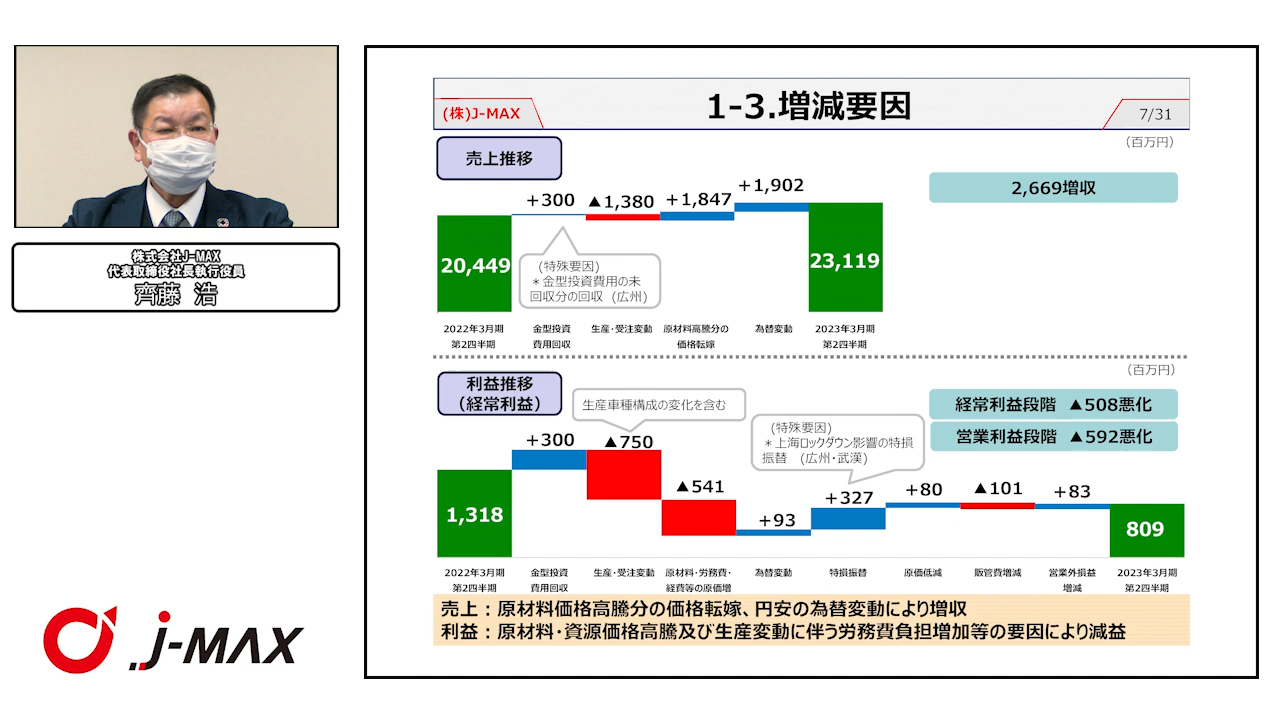 株式会社J-MAX
代表取締役社長執行役員
齊藤 浩
J-MAX
(株)J-MAX
1-3.増減要因
7/31
(百万円)
売上推移
2,669増収
20,449
+300
▲1,380
+1,847
+1,902
23,119
(特殊要因)
*金型投資費用の未
回収分の回収 (広州)
2022年3月期
第2四半期
金型投資
費用回収
生産・受注変動
原材料高騰分の
価格転嫁
為替変動
2023年3月期
第2四半期
(百万円)
利益推移
(経常利益)
生産車種構成の変化を含む
(特殊要因)
*上海ロックダウン影響の特損
振替 (広州・武漢)
経常利益段階 ▲508悪化
営業利益段階 ▲592悪化
1,318
+300
▲750
▲541
+93
+327
+80
▲101
+83
809
2022年3月期
第2四半期
金型投資
費用回収
生産・受注変動
原材料・労務費・
経費等の原価増
為替変動
特損振替
原価低減
販管費増減
営業外損益
増減
2023年3月期
第2四半期
売上：原材料価格高騰分の価格転嫁、円安の為替変動により増収
利益：原材料・資源価格高騰及び生産変動に伴う労務費負担増加等の要因により減益